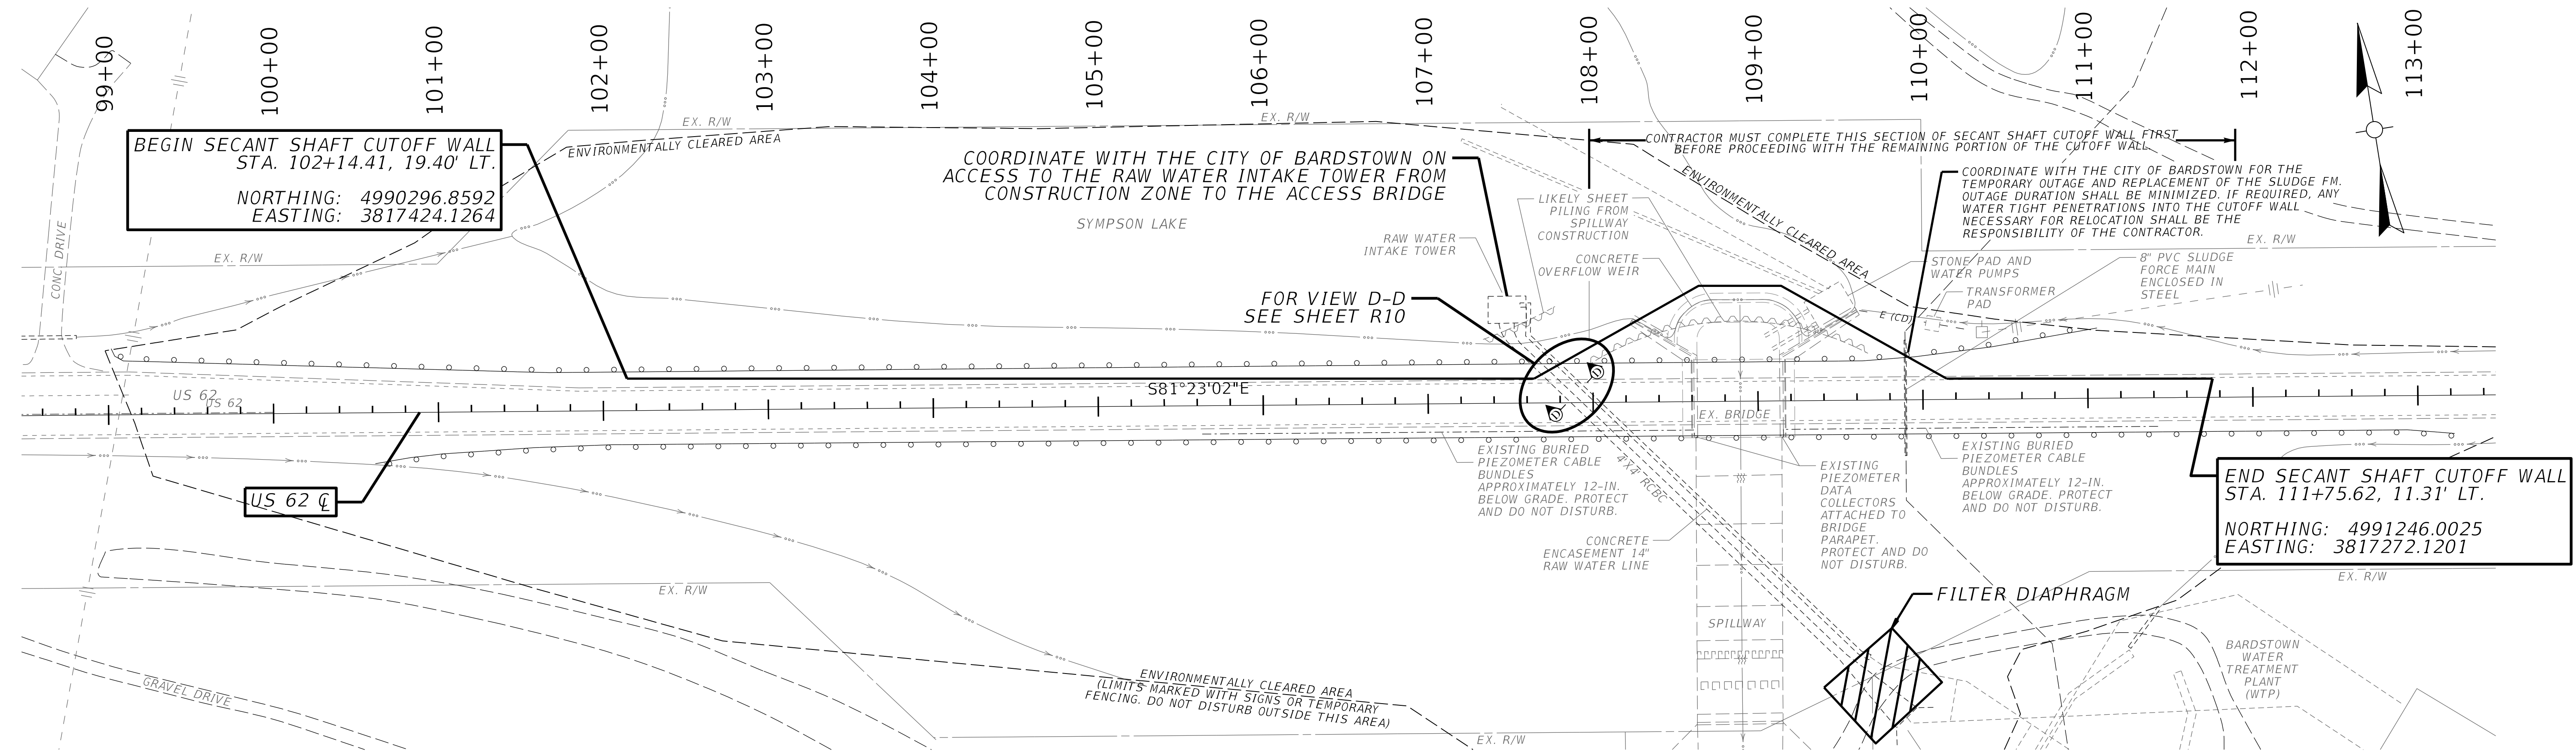 99+00
100+00
101+00
102+00
103+00
104+00
105+00
106+00
107+00
108+00
109+00
110+00
111+00
112+00
113+00
BEGIN SECANT SHAFT CUTOFF WALL
STA. 102+14.41, 19.40' LT.
NORTHING: 4990296.8592
EASTING: 3817424.1264
EX. R/W
ENVIRONMENTLY CLEARED AREA
EX. R/W
COORDINATE WITH THE CITY OF BARDSTOWN ON
ACCESS TO THE RAW WATER INTAKE TOWER FROM
CONSTRUCTION ZONE TO THE ACCESS BRIDGE
SYMPSON LAKE
CONTRACTOR MUST COMPLETE THIS SECTION OF SECANT SHAFT CUTOFF WALL FIRST
BEFORE PROCEEDING WITH THE REMAINING PORTION OF THE CUTOFF WALL
COORDINATE WITH THE CITY OF BARDSTOWN FOR THE
TEMPORARY OUTAGE AND REPLACEMENT OF THE SLUDGE FM.
OUTAGE DURATION SHALL BE MINIMIZED. IF REQUIRED, ANY
WATER TIGHT PENETRATIONS INTO THE CUTOFF WALL
NECESSARY FOR RELOCATION SHALL BE THE
RESPONSIBILITY OF THE CONTRACTOR.
ENVIRONMENTLY CLEARED AREA
LIKELY SHEET
PILING FROM
SPILLWAY
CONSTRUCTION
RAW WATER
INTAKE TOWER
CONCRETE
OVERFLOW WEIR
EX. R/W
STONE PAD AND
WATER PUMPS
8" PVC SLUDGE
FORCE MAIN
ENCLOSED IN
STEEL
TRANSFORMER
PAD
E (CD)
CONC. DRIVE
EX. R/W
FOR VIEW D-D
SEE SHEET R10
D
D
US 62
US 62
S81°23'02"E
EX. BRIDGE
US 62 ℄
EXISTING BURIED
PIEZOMETER CABLE
BUNDLES
APPROXIMATELY 12-IN.
BELOW GRADE. PROTECT
AND DO NOT DISTURB.
4'X4' RCBC
EXISTING
PIEZOMETER
DATA
COLLECTORS
ATTACHED TO
BRIDGE
PARAPET.
PROTECT AND DO
NOT DISTURB.
EXISTING BURIED
PIEZOMETER CABLE
BUNDLES
APPROXIMATELY 12-IN.
BELOW GRADE. PROTECT
AND DO NOT DISTURB.
END SECANT SHAFT CUTOFF WALL
STA. 111+75.62, 11.31' LT.
NORTHING: 4991246.0025
EASTING: 3817272.1201
CONCRETE
ENCASEMENT 14"
RAW WATER LINE
EX. R/W
EX. R/W
FILTER DIAPHRAGM
SPILLWAY
BARDSTOWN
WATER
TREATMENT
PLANT
(WTP)
GRAVEL DRIVE
ENVIRONMENTLY CLEARED AREA
(LIMITS MARKED WITH SIGNS OR TEMPORARY
FENCING. DO NOT DISTURB OUTSIDE THIS AREA)
EX. R/W